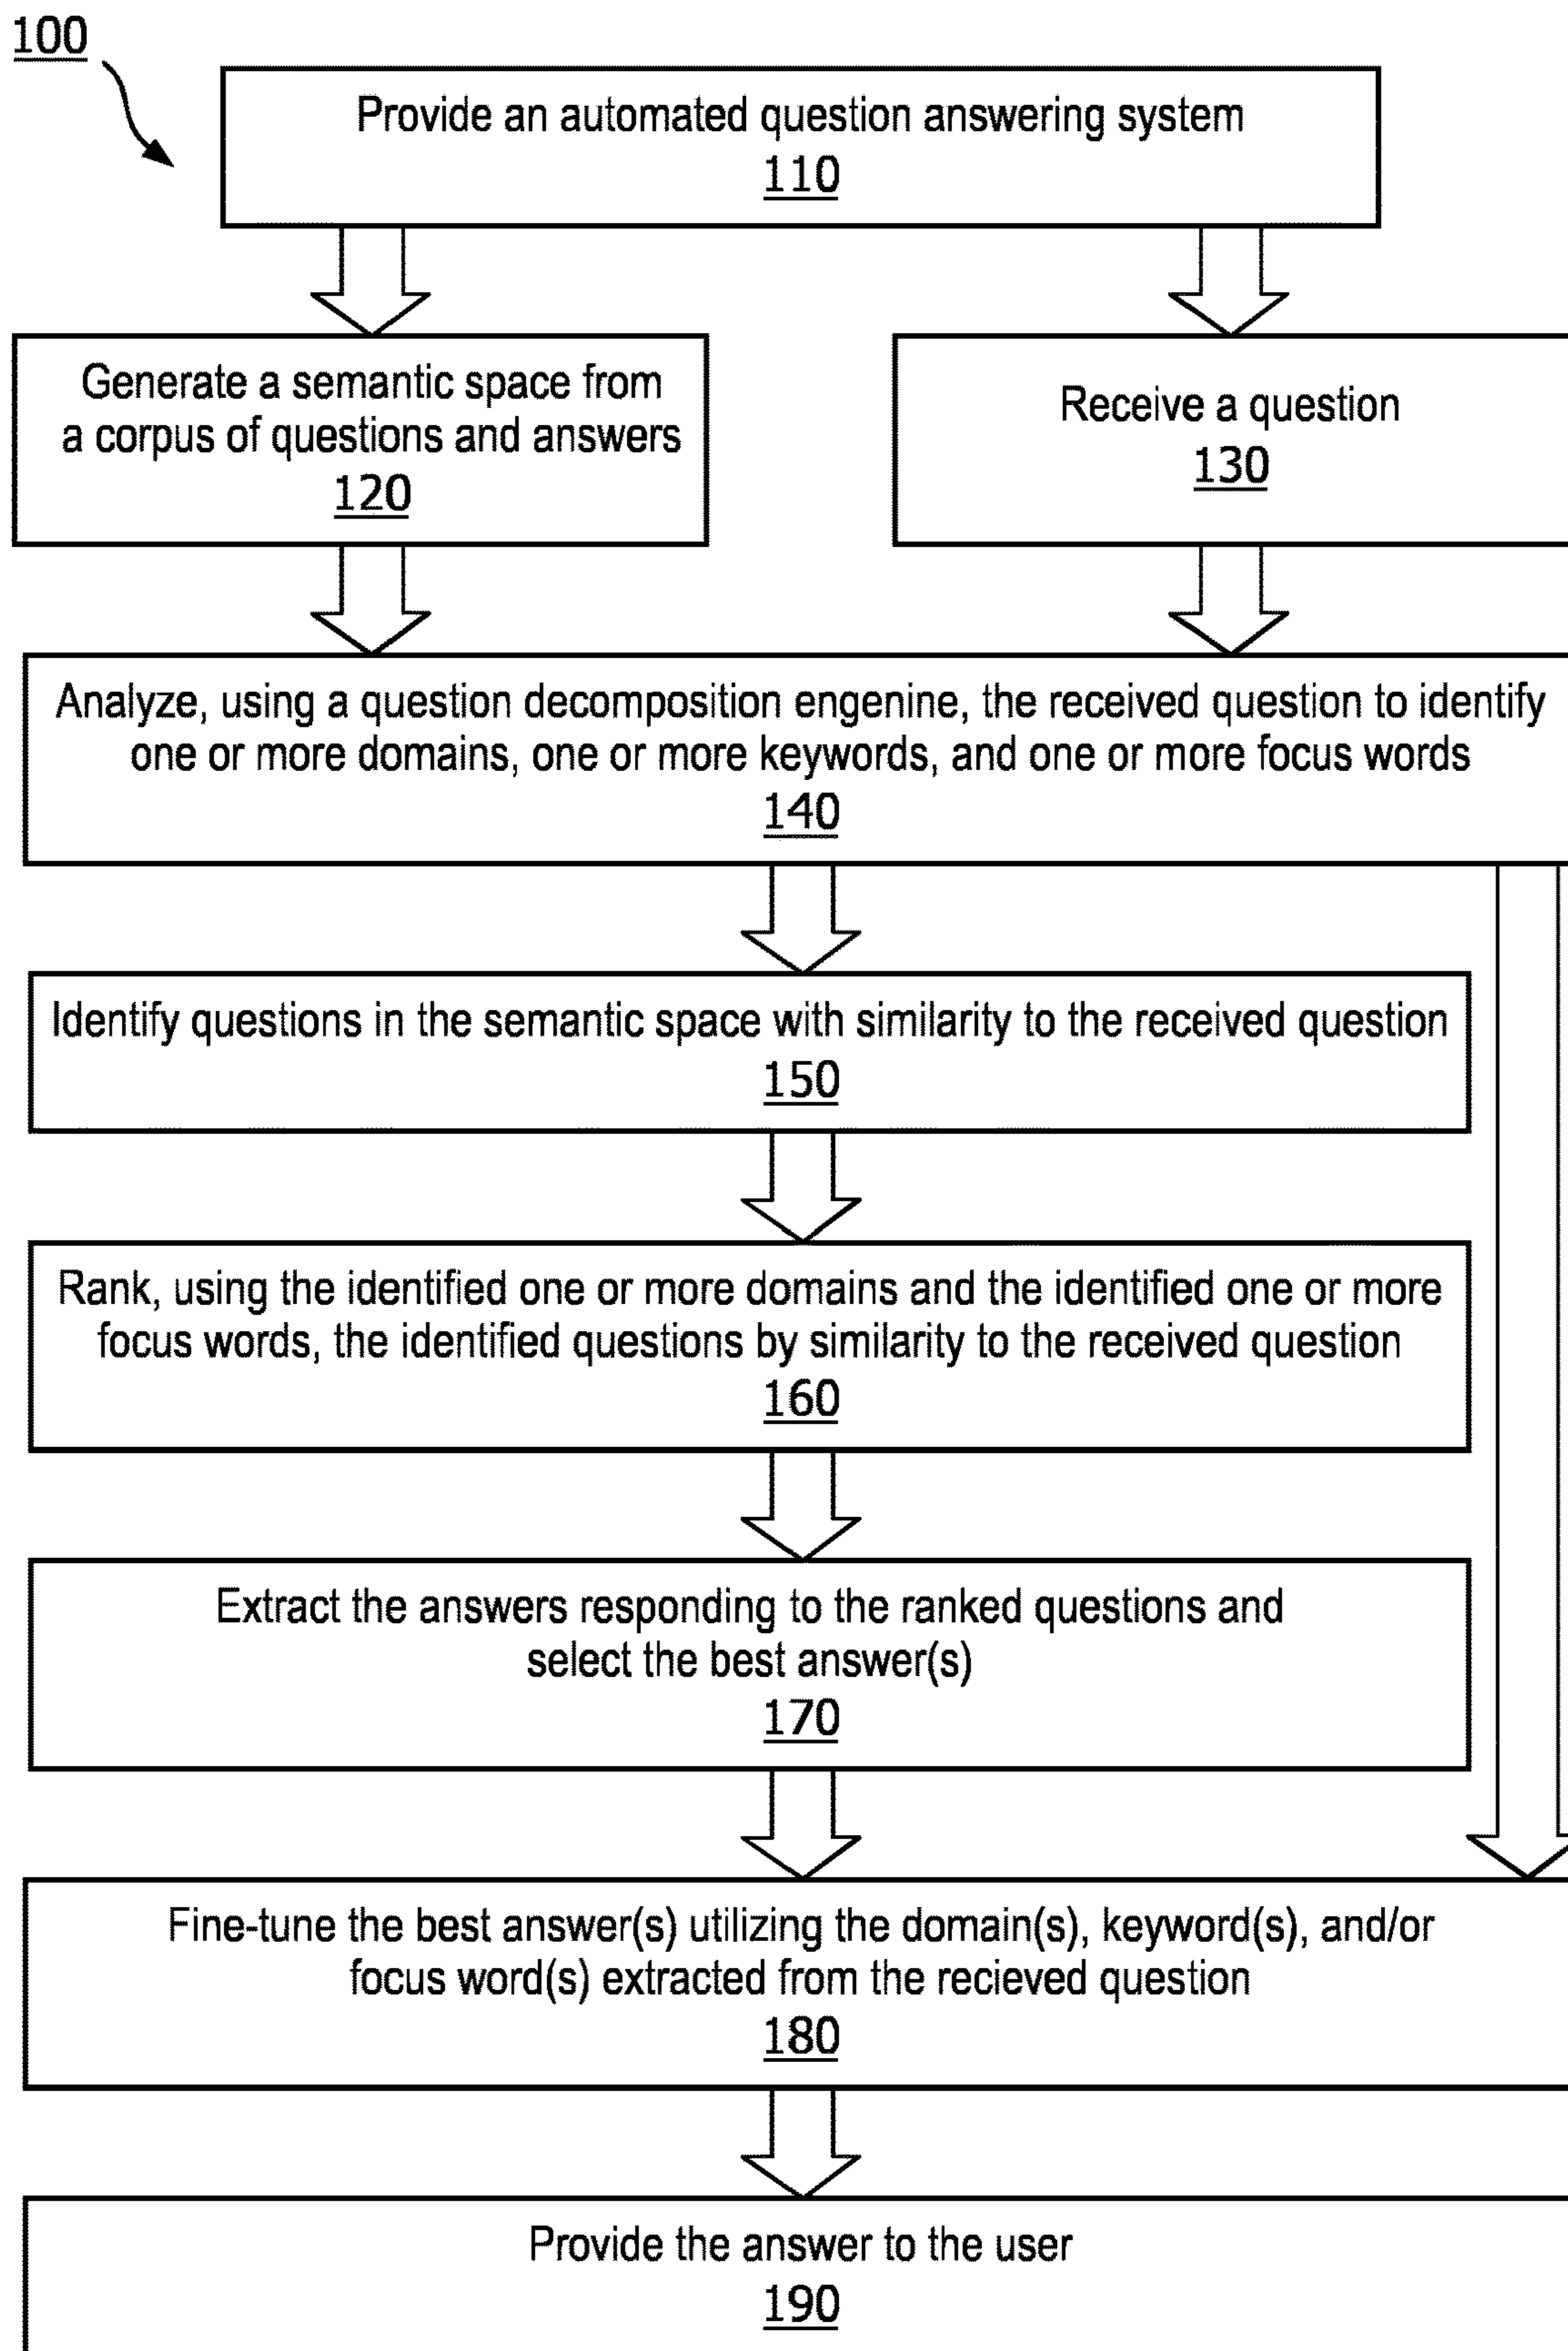 100
Provide an automated question answering system
110
Generate a semantic space from
a corpus of questions and answers
120
Receive a question
130
Analyze, using a question decomposition engenine, the received question to identify
one or more domains, one or more keywords, and one or more focus words
140
Identify questions in the semantic space with similarity to the received question
150
Rank, using the identified one or more domains and the identified one or more
focus words, the identified questions by similarity to the received question
160
Extract the answers responding to the ranked questions and
select the best answer(s)
170
Fine-tune the best answer(s) utilizing the domain(s), keyword(s), and/or
focus word(s) extracted from the recieved question
180
Provide the answer to the user
190